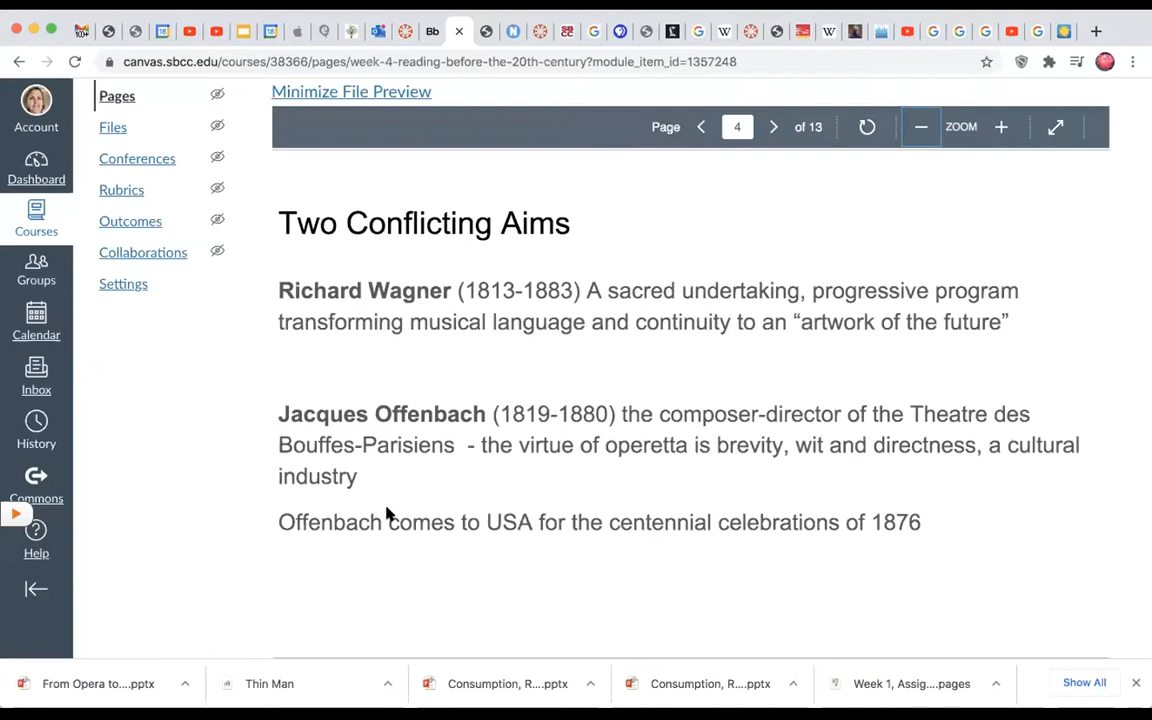 Bb
canvas.sbcc.edu/courses/38366/pages/week-4-reading-before-the-20th-century?module_item_id=1357248
Account
Dashboard
Courses
Groups
Calendar
Inbox
History
Commons
Help
Pages
Files
Conferences
Rubrics
Outcomes
Collaborations
Settings
Minimize File Preview
Page 4 of 13 ZOOM
Two Conflicting Aims
Richard Wagner (1813-1883) A sacred undertaking, progressive program
transforming musical language and continuity to an “artwork of the future”
Jacques Offenbach (1819-1880) the composer-director of the Theatre des
Bouffes-Parisiens - the virtue of operetta is brevity, wit and directness, a cultural
industry
Offenbach comes to USA for the centennial celebrations of 1876
From Opera to....pptx
Thin Man
Consumption, R....pptx
Consumption, R....pptx
Week 1, Assig....pages
Show All